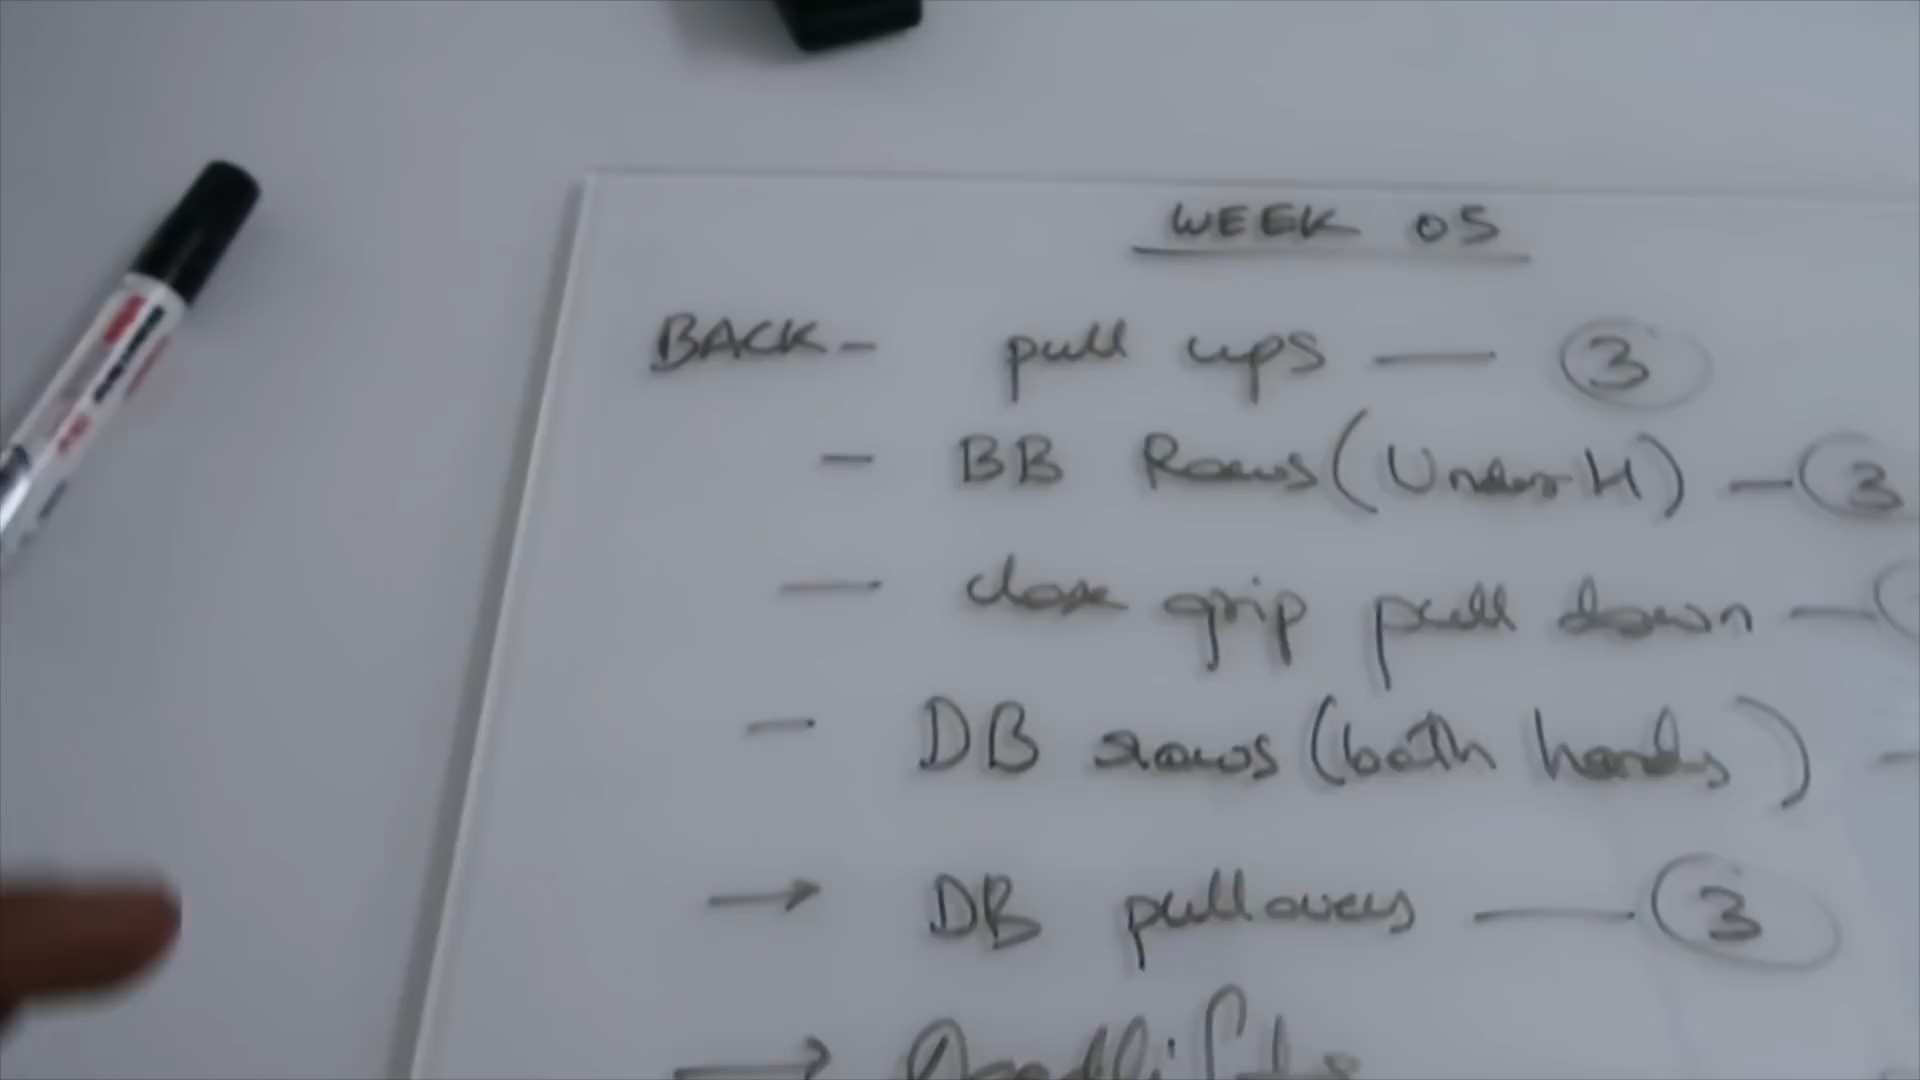 WEEK 05
BACK - pull ups — 3
- BB Rows (Under H) - 3
— close grip pull down —
- DB rows (both hands) -
→ DB pullovers — 3
→ Deadlifts